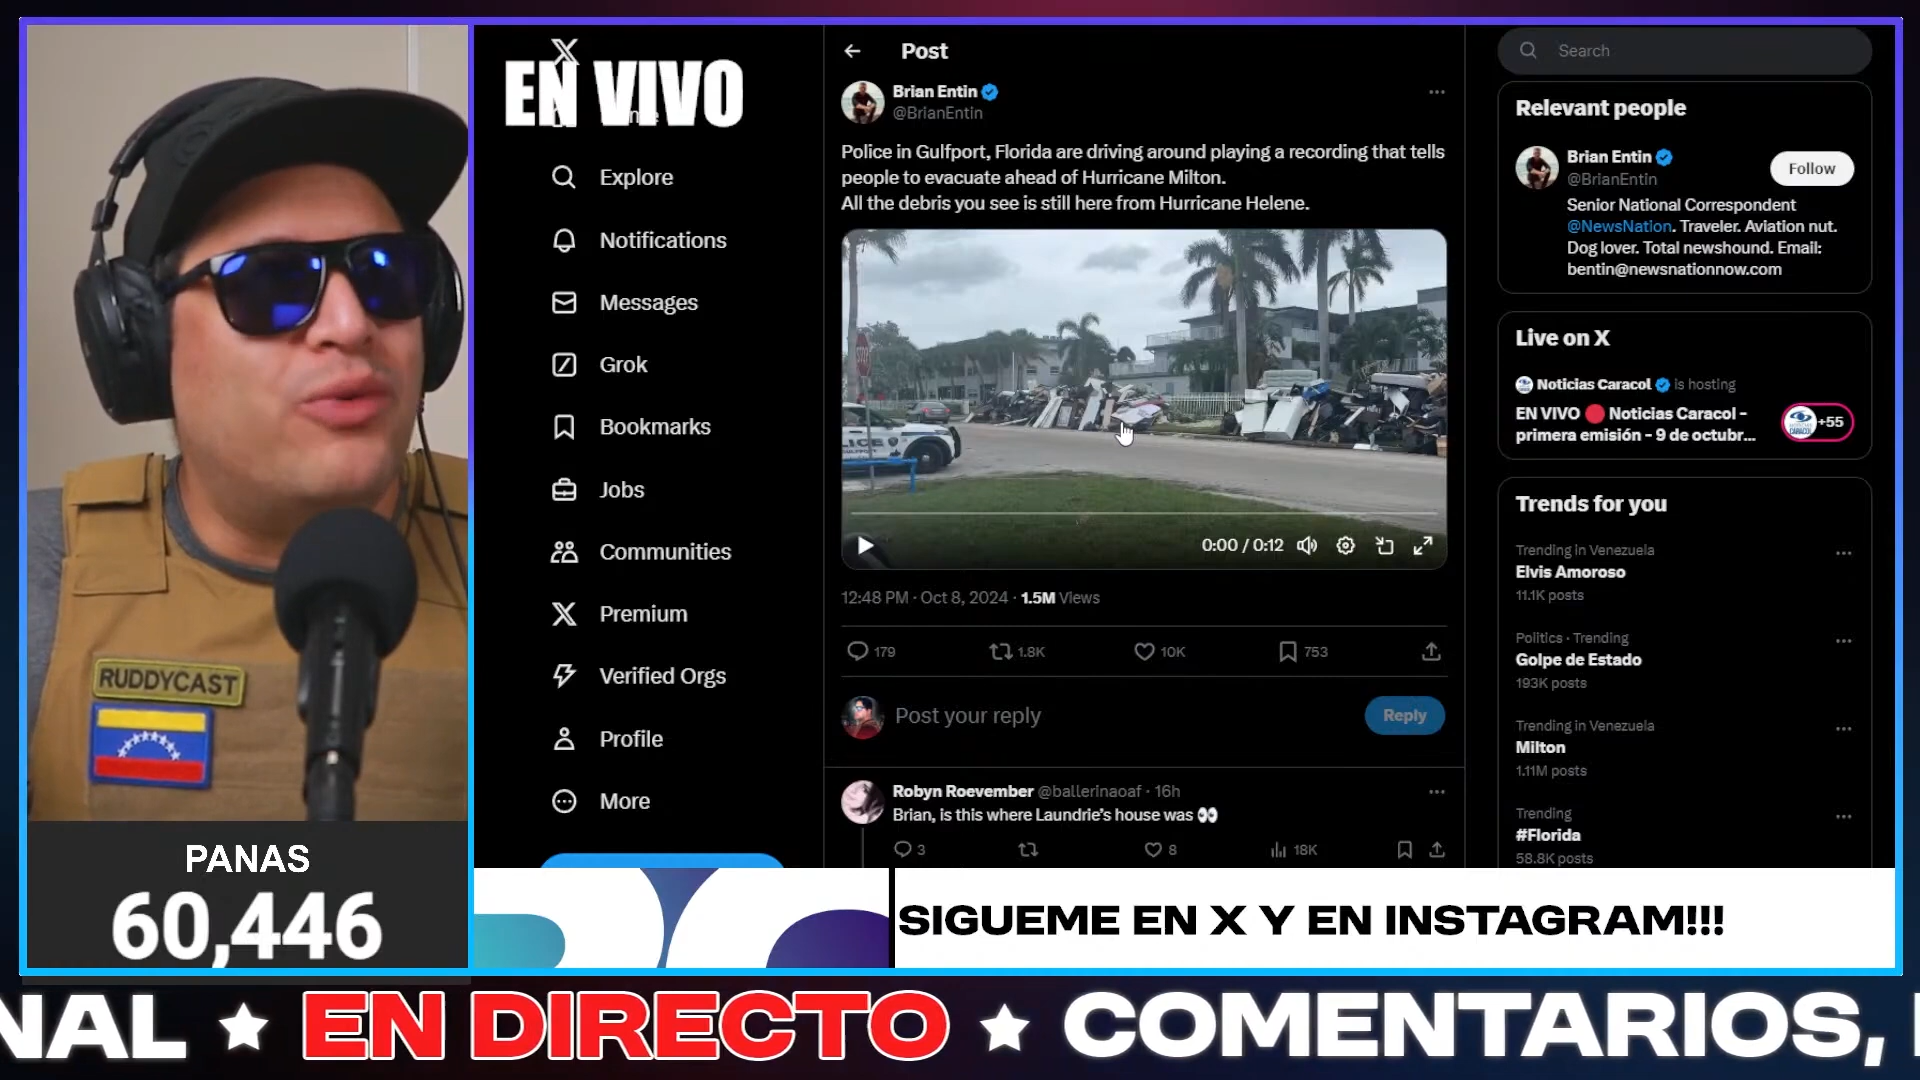 EN VIVO
Explore
Notifications
Messages
Grok
Bookmarks
Jobs
Communities
Premium
Verified Orgs
Profile
More
Post
Brian Entin
@BrianEntin
Police in Gulfport, Florida are driving around playing a recording that tells
people to evacuate ahead of Hurricane Milton.
All the debris you see is still here from Hurricane Helene.
STOP
LICE
0:00 / 0:12
12:48 PM · Oct 8, 2024 · 1.5M Views
179
1.8K
10K
753
Post your reply
Reply
Robyn Roevember @ballerinaoaf · 16h
Brian, is this where Laundrie's house was 👀
3
8
18K
Search
Relevant people
Brian Entin
@BrianEntin
Follow
Senior National Correspondent
@NewsNation. Traveler. Aviation nut.
Dog lover. Total newshound. Email:
bentin@newsnationnow.com
Live on X
Noticias Caracol is hosting
EN VIVO 🔴 Noticias Caracol -
primera emisión - 9 de octubr...
+55
Trends for you
Trending in Venezuela
Elvis Amoroso
11.1K posts
Politics · Trending
Golpe de Estado
193K posts
Trending in Venezuela
Milton
1.11M posts
Trending
#Florida
58.8K posts
RUDDYCAST
PANAS
60,446
SIGUEME EN X Y EN INSTAGRAM!!!
NAL ★ EN DIRECTO ★ COMENTARIOS,